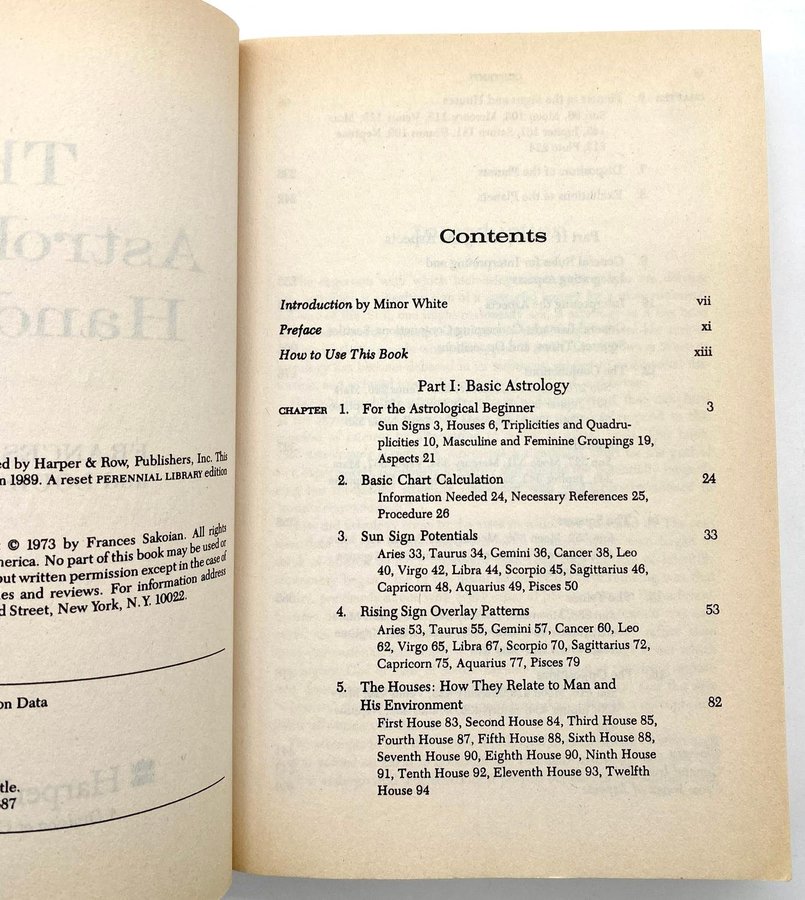 ed by Harper & Row, Publishers, Inc. This
n 1989. A reset PERENNIAL LIBRARY edition
© 1973 by Frances Sakoian. All rights
merica. No part of this book may be used or
out written permission except in the case of
es and reviews. For information address
d Street, New York, N.Y. 10022.
on Data
tle.
87
Contents
Introduction by Minor White vii
Preface xi
How to Use This Book xiii
Part I: Basic Astrology
CHAPTER 1. For the Astrological Beginner 3
Sun Signs 3, Houses 6, Triplicities and Quadru-
plicities 10, Masculine and Feminine Groupings 19,
Aspects 21
2. Basic Chart Calculation 24
Information Needed 24, Necessary References 25,
Procedure 26
3. Sun Sign Potentials 33
Aries 33, Taurus 34, Gemini 36, Cancer 38, Leo
40, Virgo 42, Libra 44, Scorpio 45, Sagittarius 46,
Capricorn 48, Aquarius 49, Pisces 50
4. Rising Sign Overlay Patterns 53
Aries 53, Taurus 55, Gemini 57, Cancer 60, Leo
62, Virgo 65, Libra 67, Scorpio 70, Sagittarius 72,
Capricorn 75, Aquarius 77, Pisces 79
5. The Houses: How They Relate to Man and
His Environment 82
First House 83, Second House 84, Third House 85,
Fourth House 87, Fifth House 88, Sixth House 88,
Seventh House 90, Eighth House 90, Ninth House
91, Tenth House 92, Eleventh House 93, Twelfth
House 94